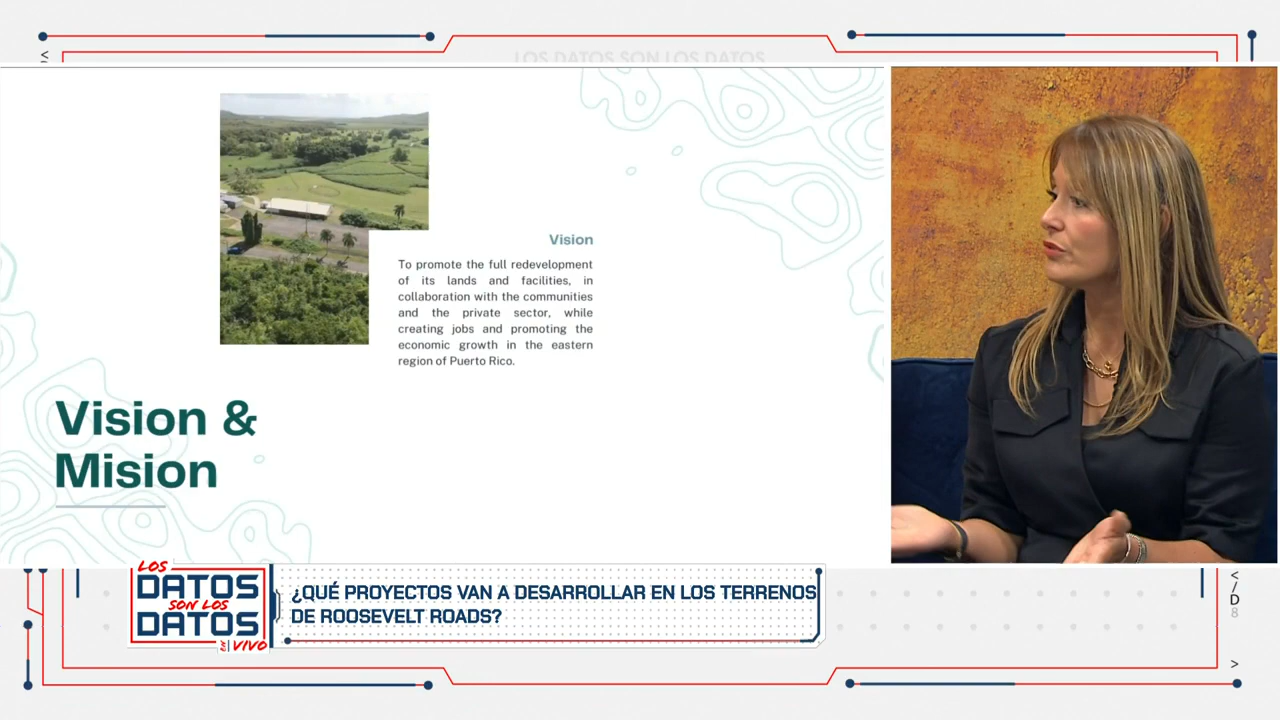 LOS DATOS SON LOS DATOS
Vision
To promote the full redevelopment
of its lands and facilities, in
collaboration with the communities
and the private sector, while
creating jobs and promoting the
economic growth in the eastern
region of Puerto Rico.
Vision &
Mision
LOS
DATOS
SON LOS
DATOS
EN VIVO
¿QUÉ PROYECTOS VAN A DESARROLLAR EN LOS TERRENOS
DE ROOSEVELT ROADS?